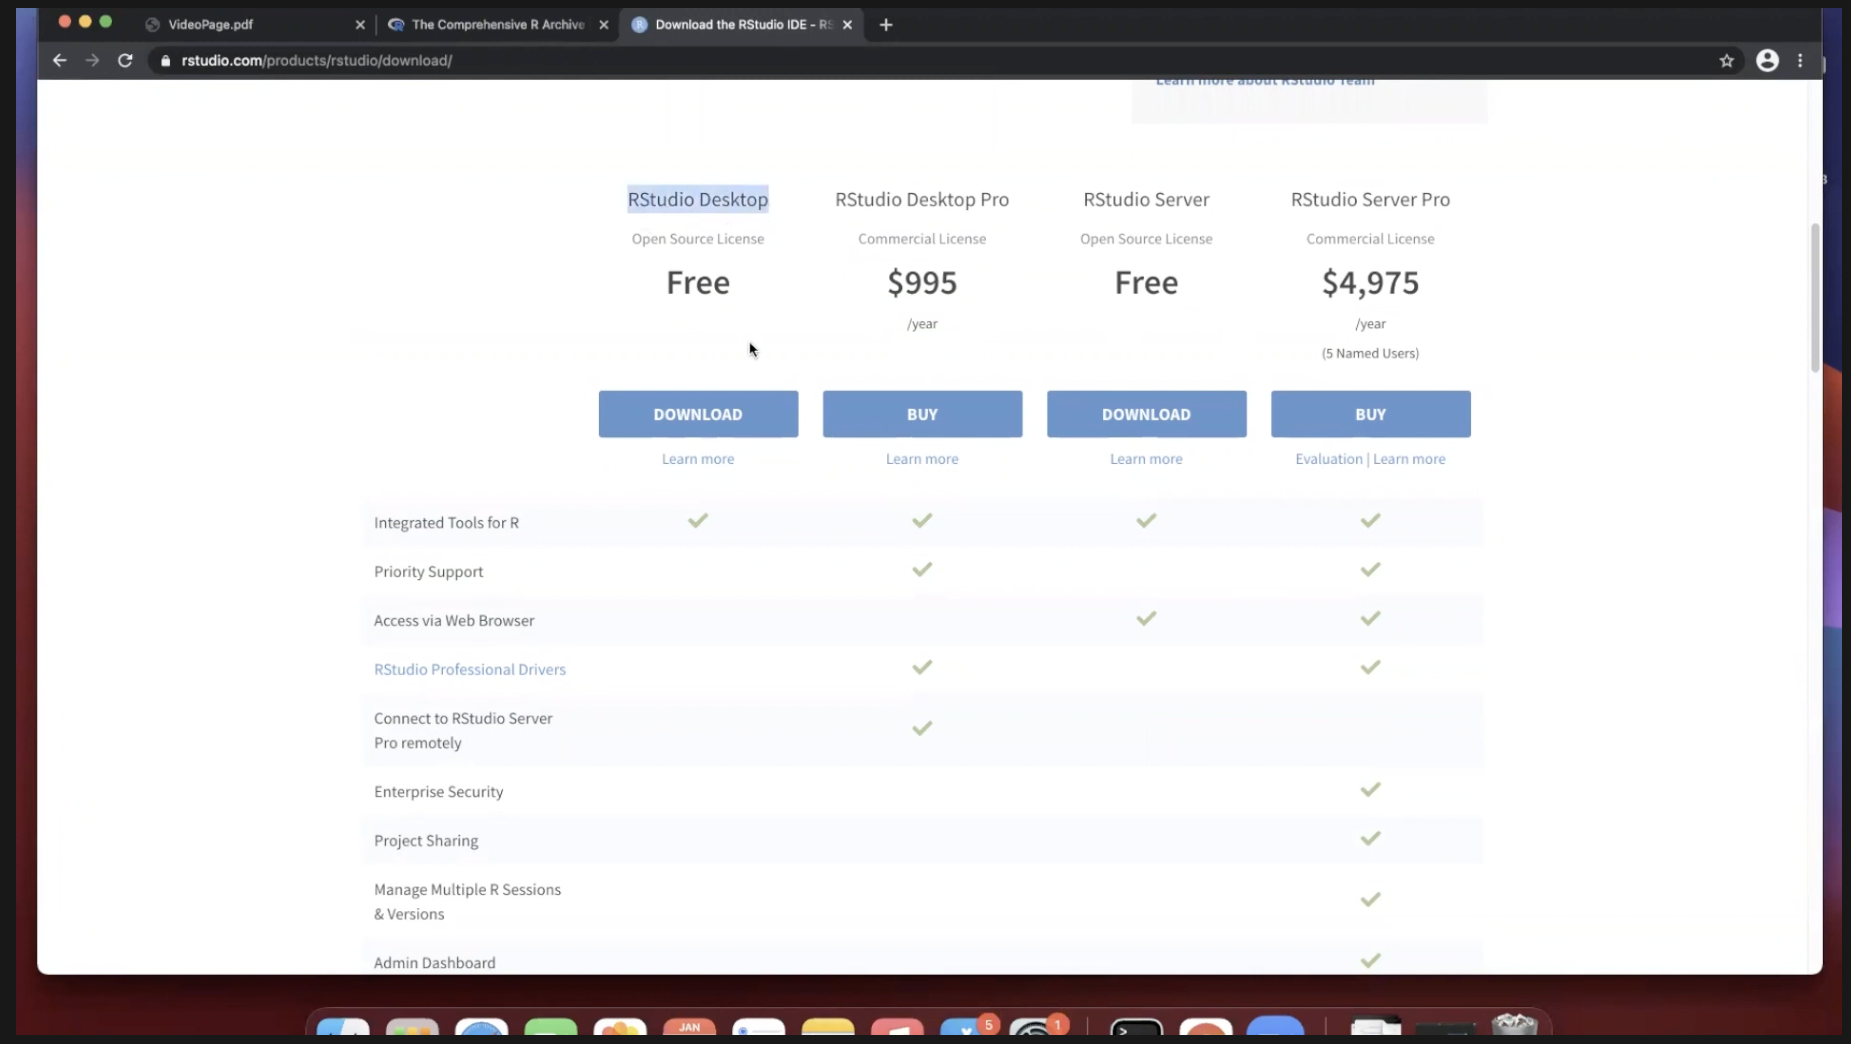 VideoPage.pdf
The Comprehensive R Archive
Download the RStudio IDE - RS
rstudio.com/products/rstudio/download/
Learn more about RStudio Team
RStudio Desktop
RStudio Desktop Pro
RStudio Server
RStudio Server Pro
Open Source License
Commercial License
Open Source License
Commercial License
Free
$995
Free
$4,975
/year
/year
(5 Named Users)
DOWNLOAD
BUY
DOWNLOAD
BUY
Learn more
Learn more
Learn more
Evaluation | Learn more
Integrated Tools for R
Priority Support
Access via Web Browser
RStudio Professional Drivers
Connect to RStudio Server
Pro remotely
Enterprise Security
Project Sharing
Manage Multiple R Sessions
& Versions
Admin Dashboard
JAN
5
1